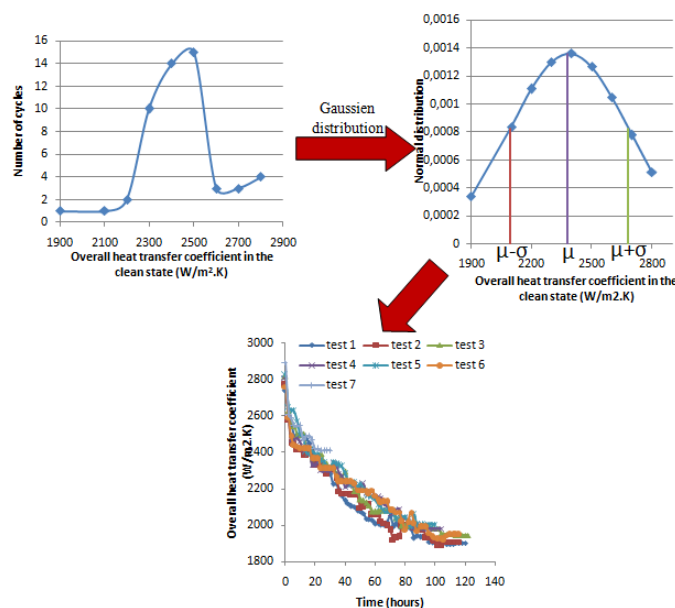 Number of cycles
16
14
12
10
8
6
4
2
0
1900 2100 2300 2500 2700 2900
Overall heat transfer coefficient in the
clean state (W/m².K)
Gaussien
distribution
Normal distribution
0,0016
0,0014
0,0012
0,001
0,0008
0,0006
0,0004
0,0002
0
μ-σ μ μ+σ
1900 2200 2500 2800
Overall heat transfer coefficient in the
clean state (W/m2.K)
Overall heat transfer coefficient
(W/m2.K)
3000
2800
2600
2400
2200
2000
1800
test 1 test 2 test 3
test 4 test 5 test 6
test 7
0 20 40 60 80 100 120 140
Time (hours)